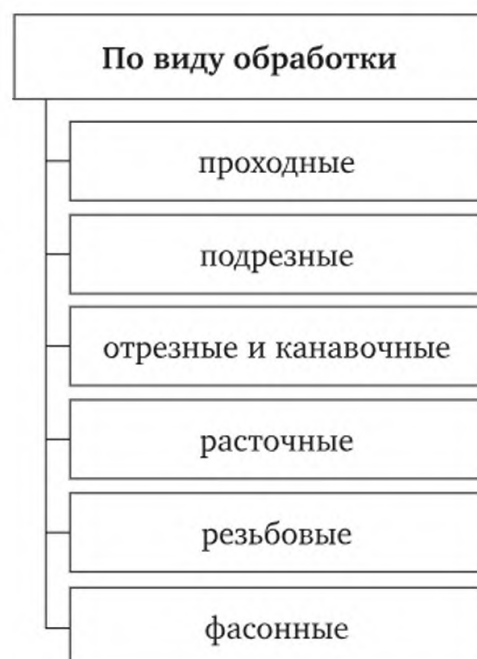 По виду обработки
проходные
подрезные
отрезные и канавочные
расточные
резьбовые
фасонные